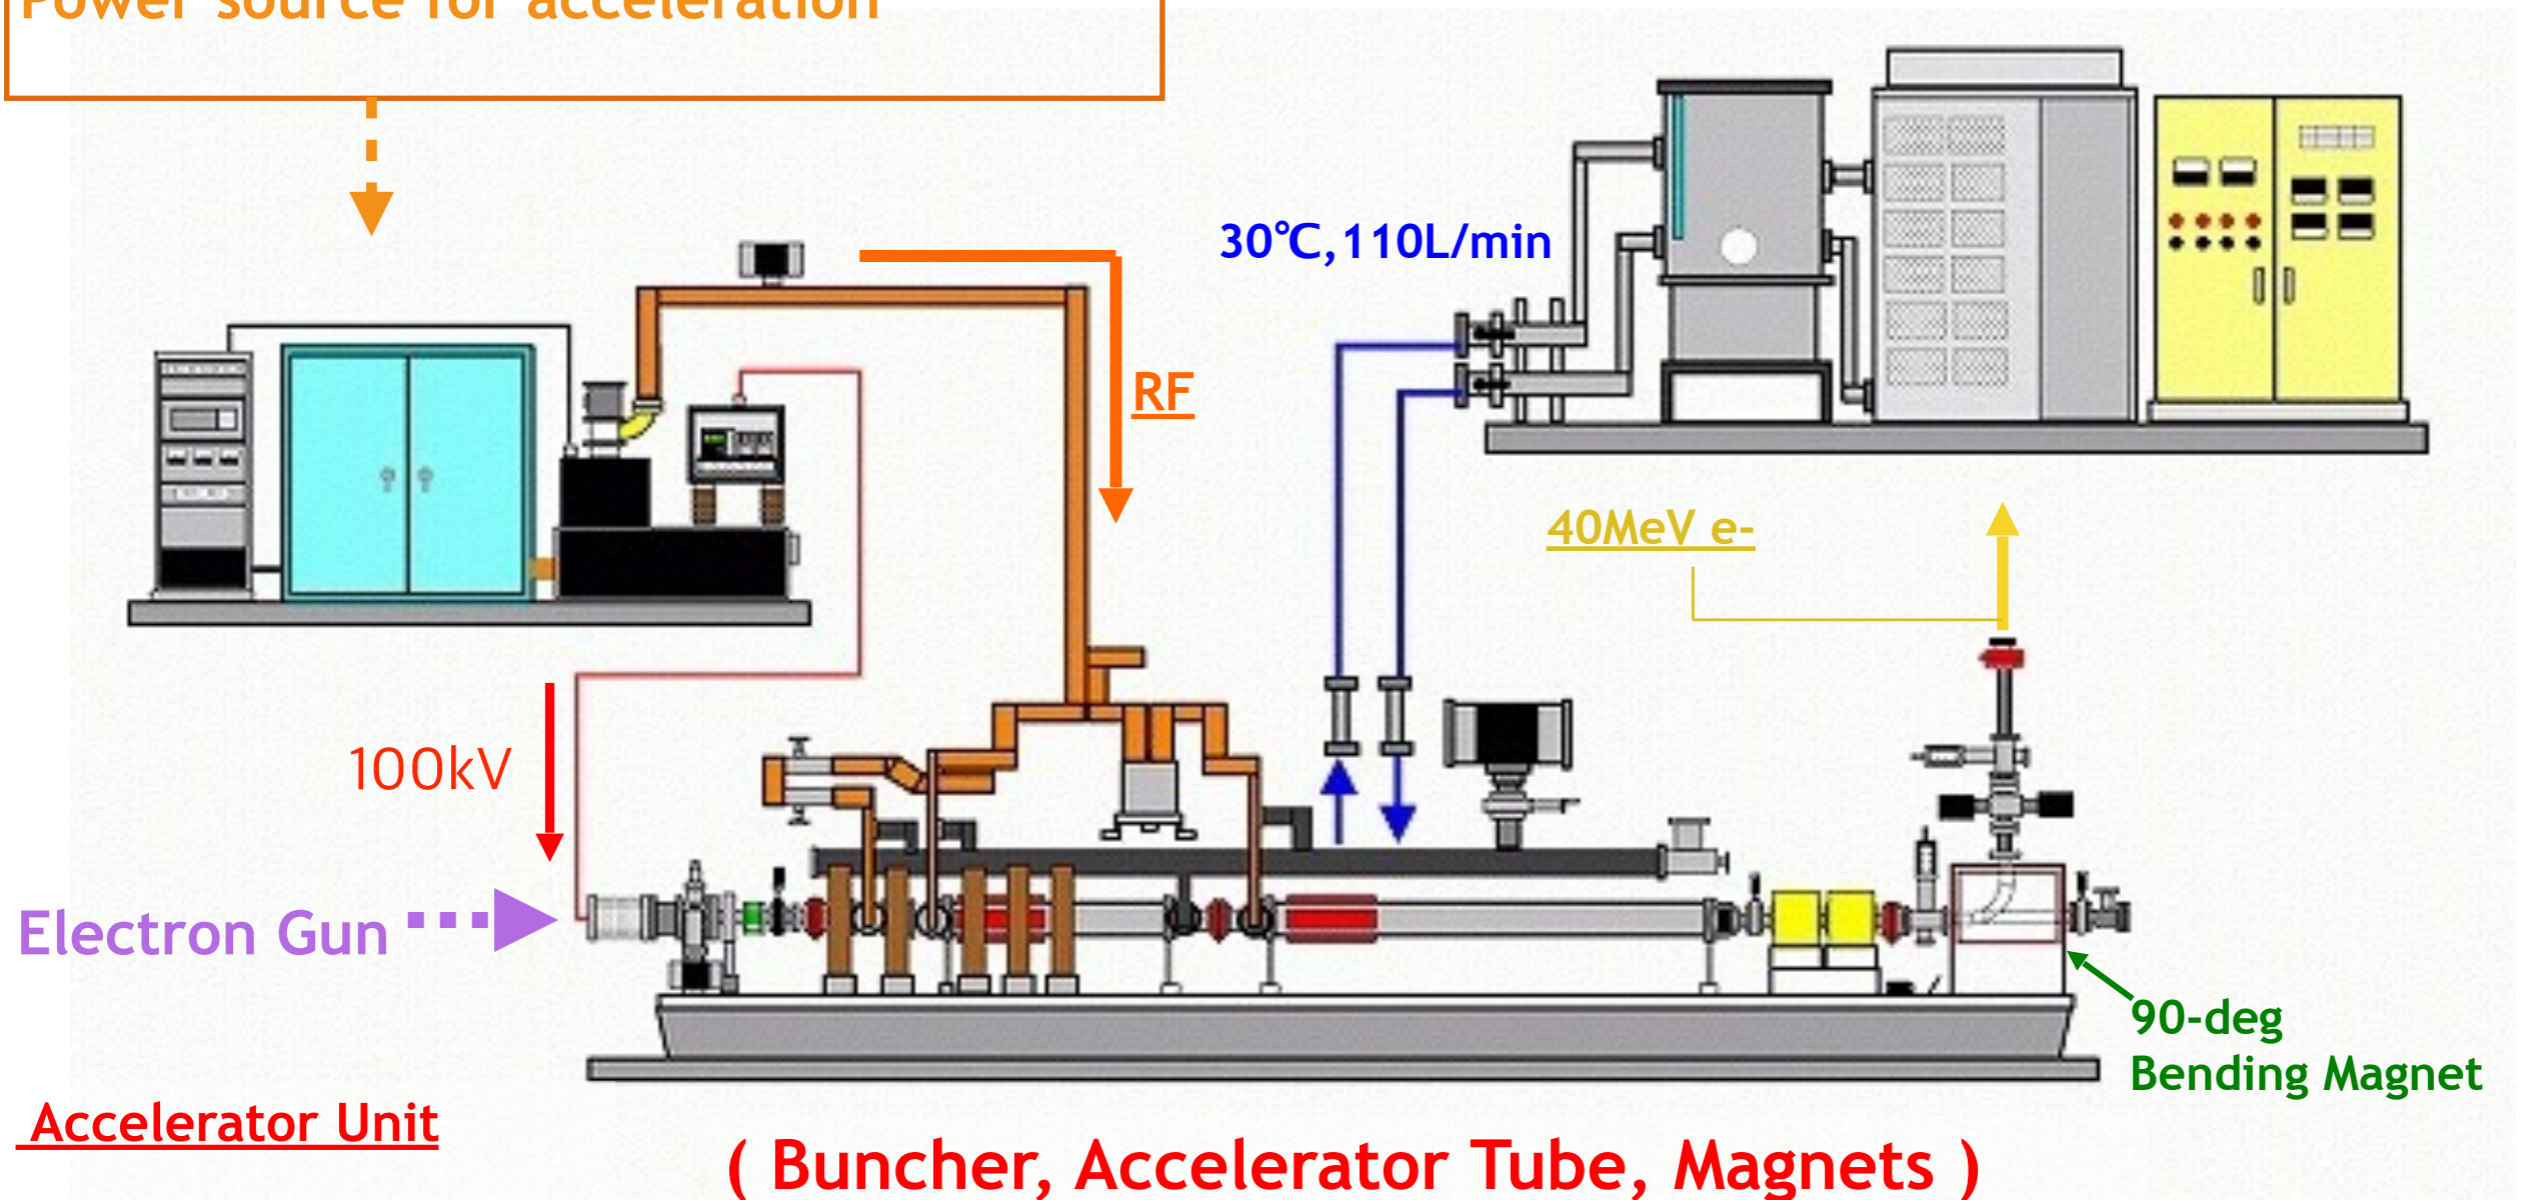 Power source for acceleration
30℃,110L/min
RF
40MeV e-
100kV
Electron Gun
90-deg
Bending Magnet
Accelerator Unit
( Buncher, Accelerator Tube, Magnets )